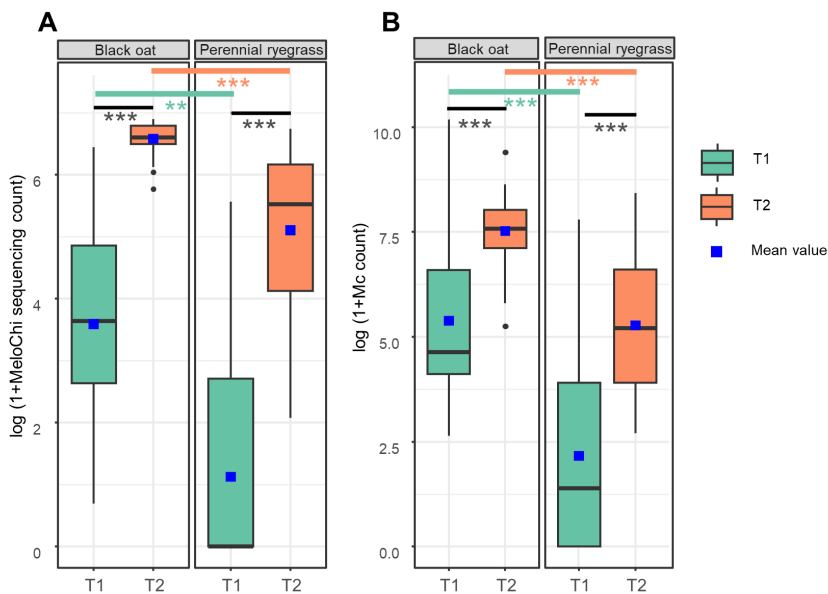 A
B
Black oat
Perennial ryegrass
Black oat
Perennial ryegrass
log (1+MeloChi sequencing count)
6
4
2
0
***
**
***
***
T1
T2
T1
T2
log (1+Mc count)
10.0
7.5
5.0
2.5
0.0
***
***
***
***
T1
T2
T1
T2
T1
T2
Mean value